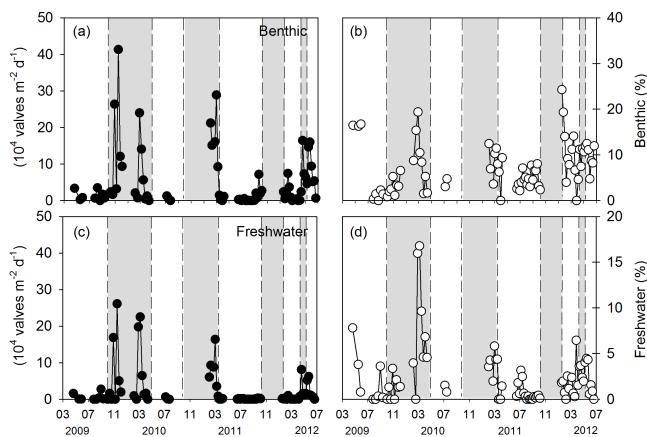 50 (a) Benthic (b) 40
40
30 30
20 20
10 10
0 0
(10⁴ valves m⁻² d⁻¹)
Benthic (%)
50 (c) Freshwater (d) 20
40 15
30
20 10
10 5
0 0
(10⁴ valves m⁻² d⁻¹)
Freshwater (%)
03 07 11 03 07 11 03 07 11 03 07 03 07 11 03 07 11 03 07 11 03 07
2009 2010 2011 2012 2009 2010 2011 2012